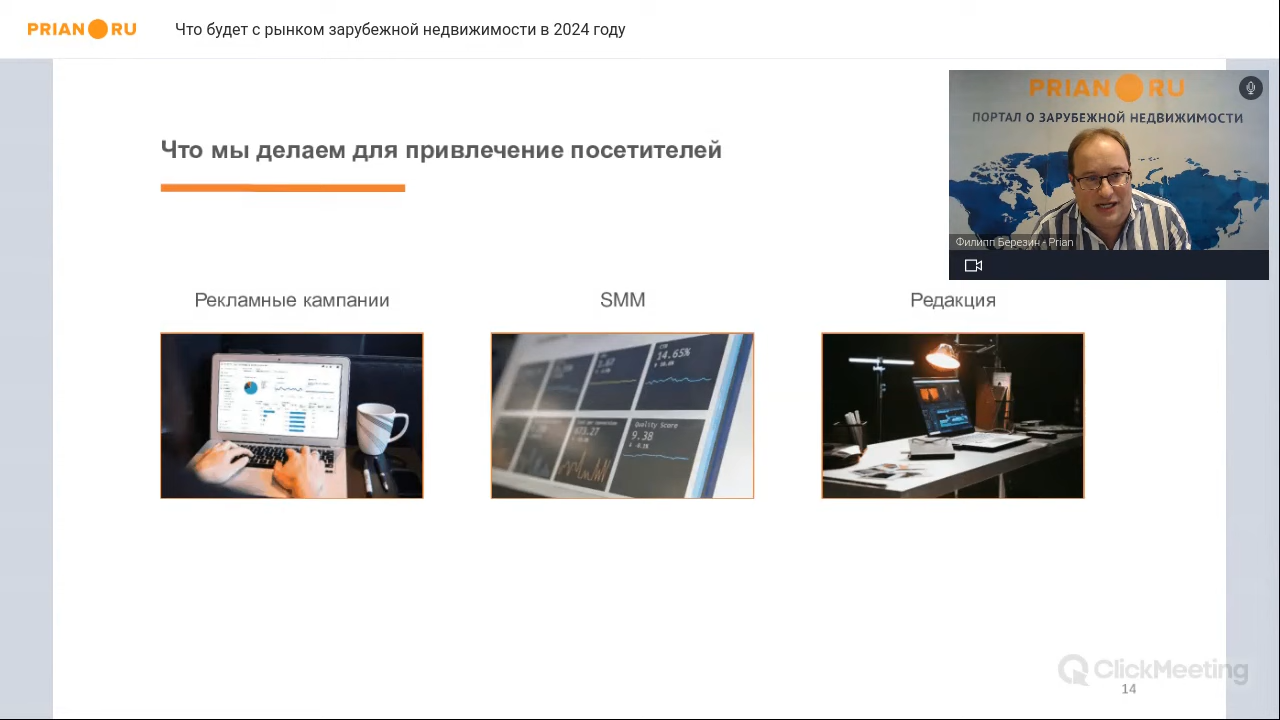 PRIAN RU
Что будет с рынком зарубежной недвижимости в 2024 году
PRIAN RU
ПОРТАЛ О ЗАРУБЕЖНОЙ НЕДВИЖИМОСТИ
Филипп Березин - Prian
Что мы делаем для привлечение посетителей
Рекламные кампании
SMM
Редакция
14.65%
Quality Score
9.38
ClickMeeting
14